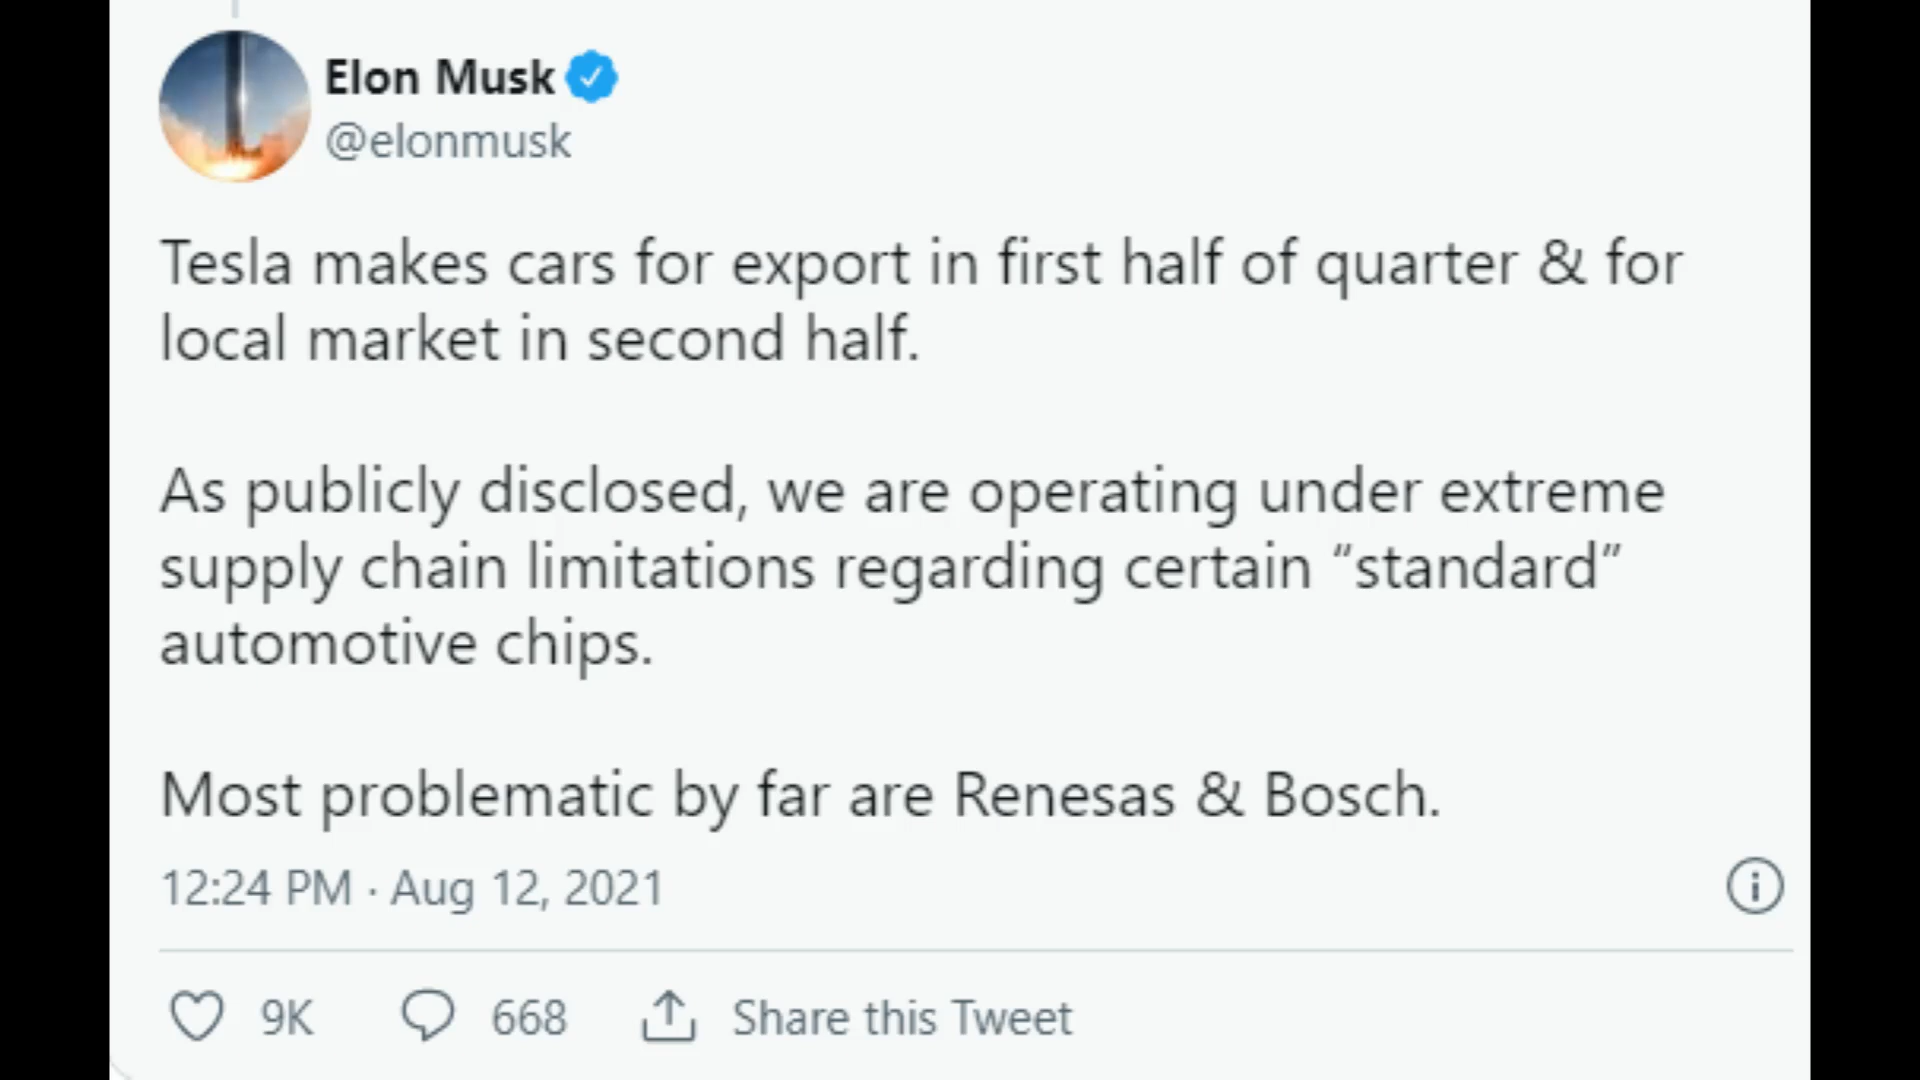 Elon Musk
@elonmusk
Tesla makes cars for export in first half of quarter & for
local market in second half.
As publicly disclosed, we are operating under extreme
supply chain limitations regarding certain “standard”
automotive chips.
Most problematic by far are Renesas & Bosch.
12:24 PM · Aug 12, 2021
9K 668 Share this Tweet